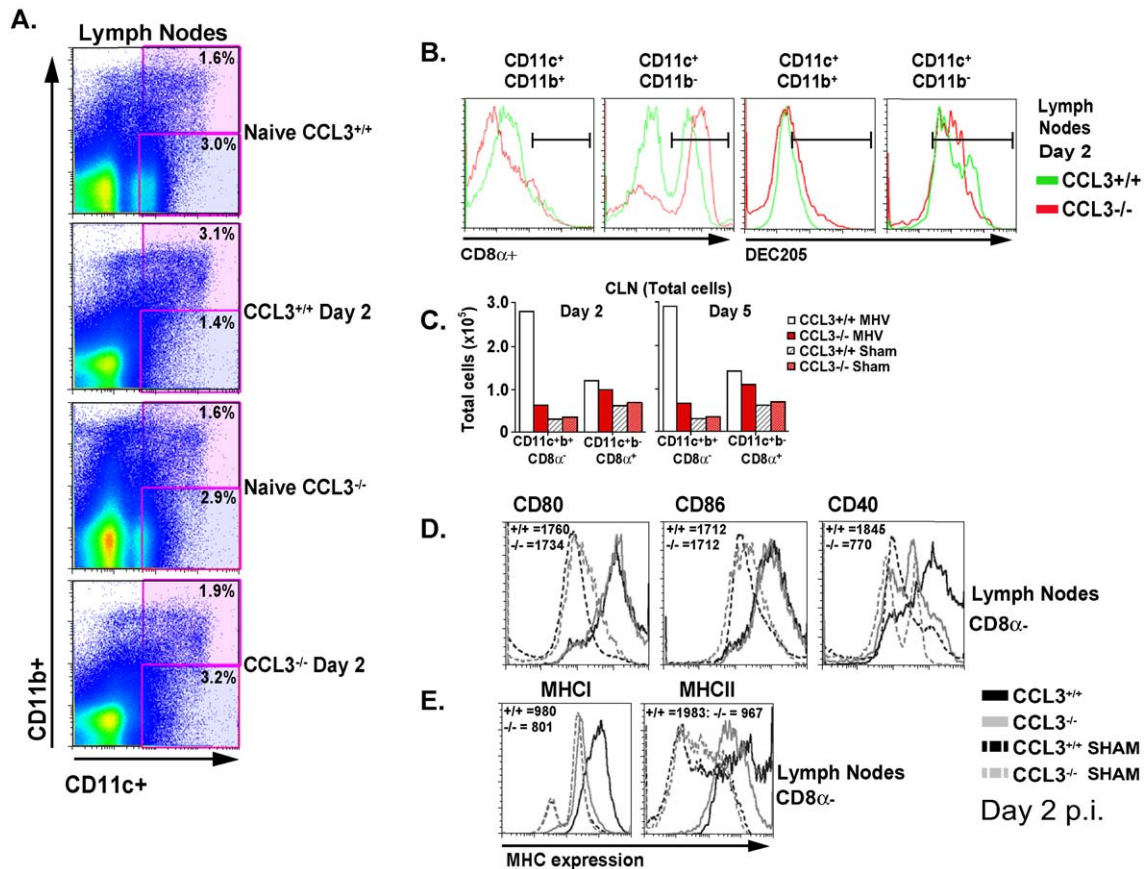 A.
Lymph Nodes
1.6%
Naive CCL3+/+
3.0%
3.1%
CCL3+/+ Day 2
1.4%
1.6%
Naive CCL3-/-
2.9%
1.9%
CCL3-/- Day 2
3.2%
CD11b+
CD11c+
B.
CD11c+
CD11b+
CD11c+
CD11b-
CD11c+
CD11b+
CD11c+
CD11b-
CD8α+
DEC205
Lymph
Nodes
Day 2
CCL3+/+
CCL3-/-
C.
CLN (Total cells)
Total cells (x10⁵)
3.0
2.0
1.0
0
Day 2
Day 5
CD11c+b+
CD8α-
CD11c+b-
CD8α+
CD11c+b+
CD8α-
CD11c+b-
CD8α+
CCL3+/+ MHV
CCL3-/- MHV
CCL3+/+ Sham
CCL3-/- Sham
D.
CD80
+/+ =1760
-/- =1734
CD86
+/+ =1712
-/- =1712
CD40
+/+ =1845
-/- =770
Lymph Nodes
CD8α-
E.
MHCI
+/+ =980
-/- = 801
MHCII
+/+ =1983: -/- = 967
Lymph Nodes
CD8α-
MHC expression
CCL3+/+
CCL3-/-
CCL3+/+ SHAM
CCL3-/- SHAM
Day 2 p.i.